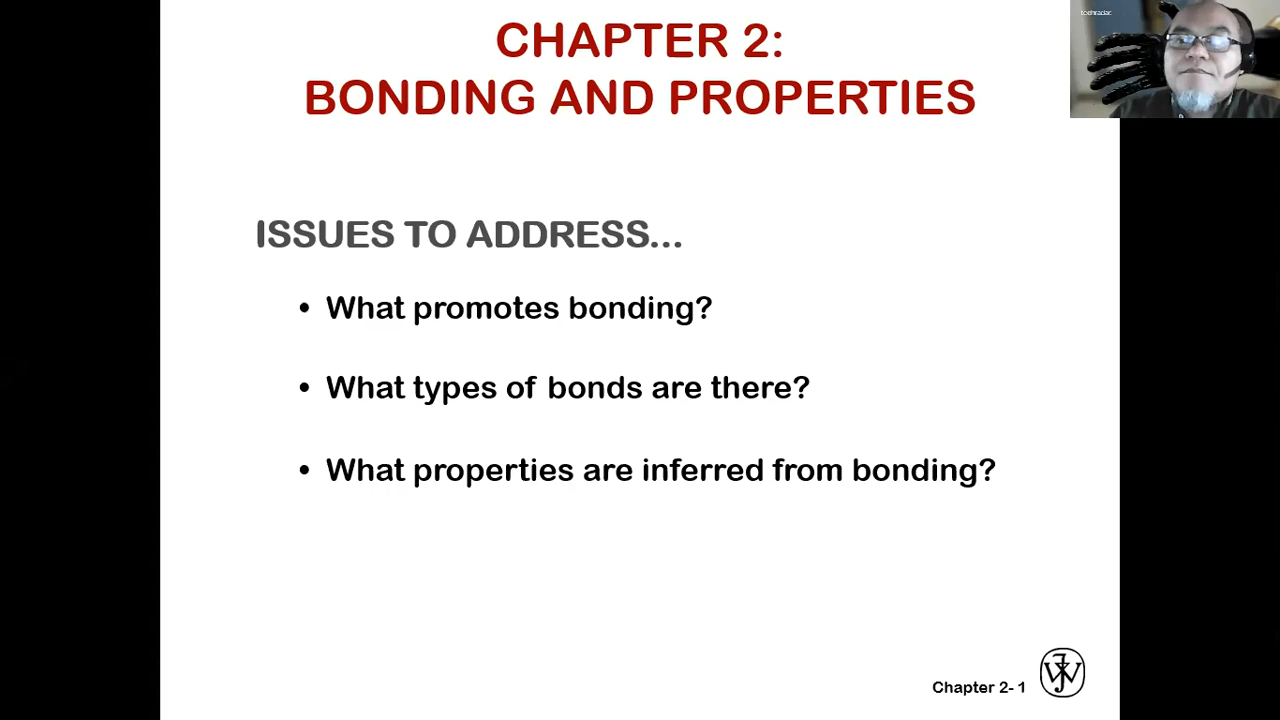 CHAPTER 2:
BONDING AND PROPERTIES
techradar.
ISSUES TO ADDRESS...
• What promotes bonding?
• What types of bonds are there?
• What properties are inferred from bonding?
Chapter 2- 1